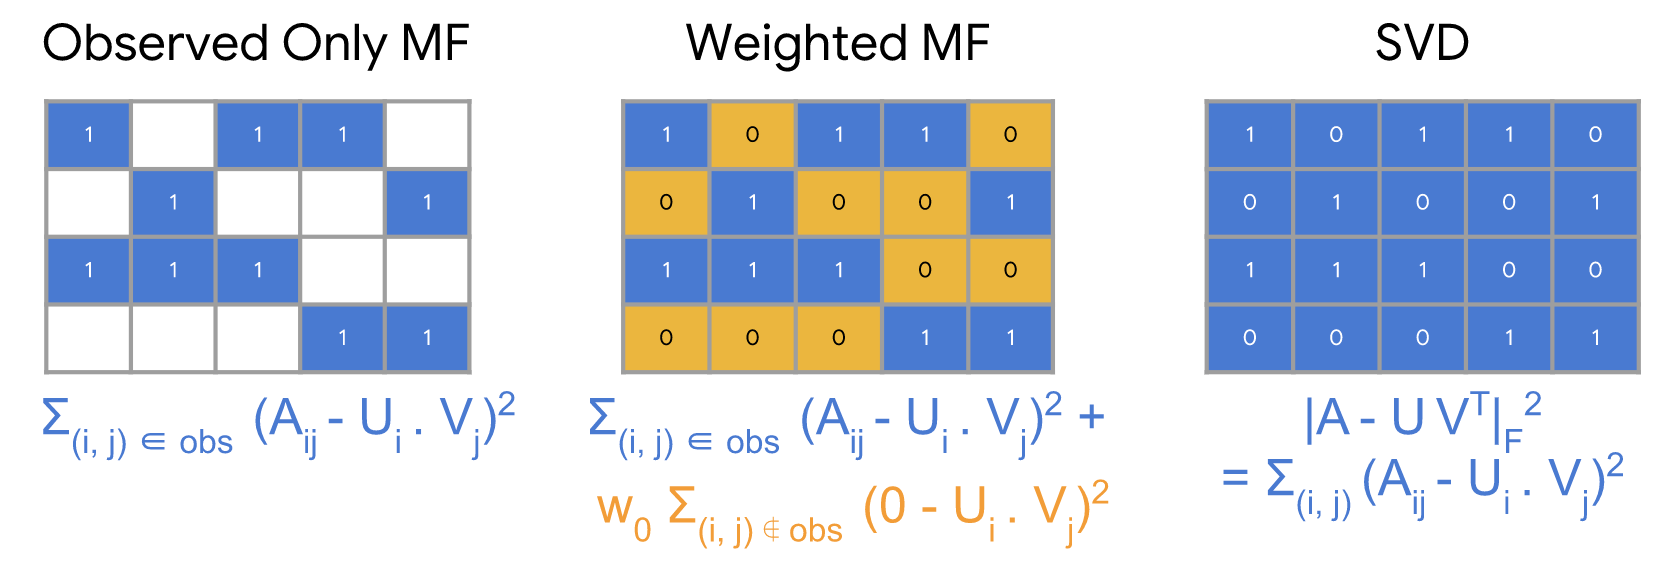 Observed Only MF
1 1 1
1 1
1 1 1
1 1
Σ(i, j) ∈ obs (Aij - Ui . Vj)2
Weighted MF
1 0 1 1 0
0 1 0 0 1
1 1 1 0 0
0 0 0 1 1
Σ(i, j) ∈ obs (Aij - Ui . Vj)2 +
w0 Σ(i, j) ∉ obs (0 - Ui . Vj)2
SVD
1 0 1 1 0
0 1 0 0 1
1 1 1 0 0
0 0 0 1 1
|A - U VT|F2
= Σ(i, j) (Aij - Ui . Vj)2